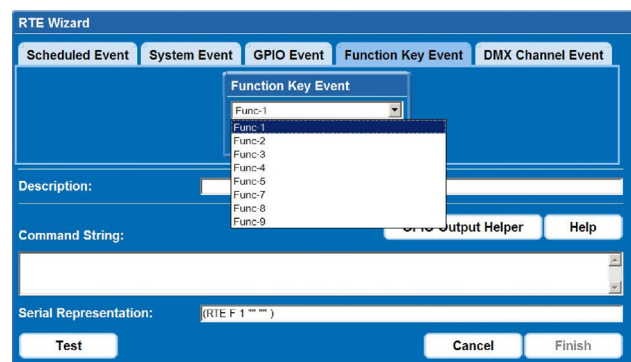 RTE Wizard
Scheduled Event System Event GPIO Event Function Key Event DMX Channel Event
Function Key Event
Func-1
Func-1
Func-2
Func-3
Func-4
Func-5
Func-7
Func-8
Func-9
Description:
Command String:
GPIO Output Helper Help
Serial Representation: (RTE F 1 "" "" )
Test Cancel Finish